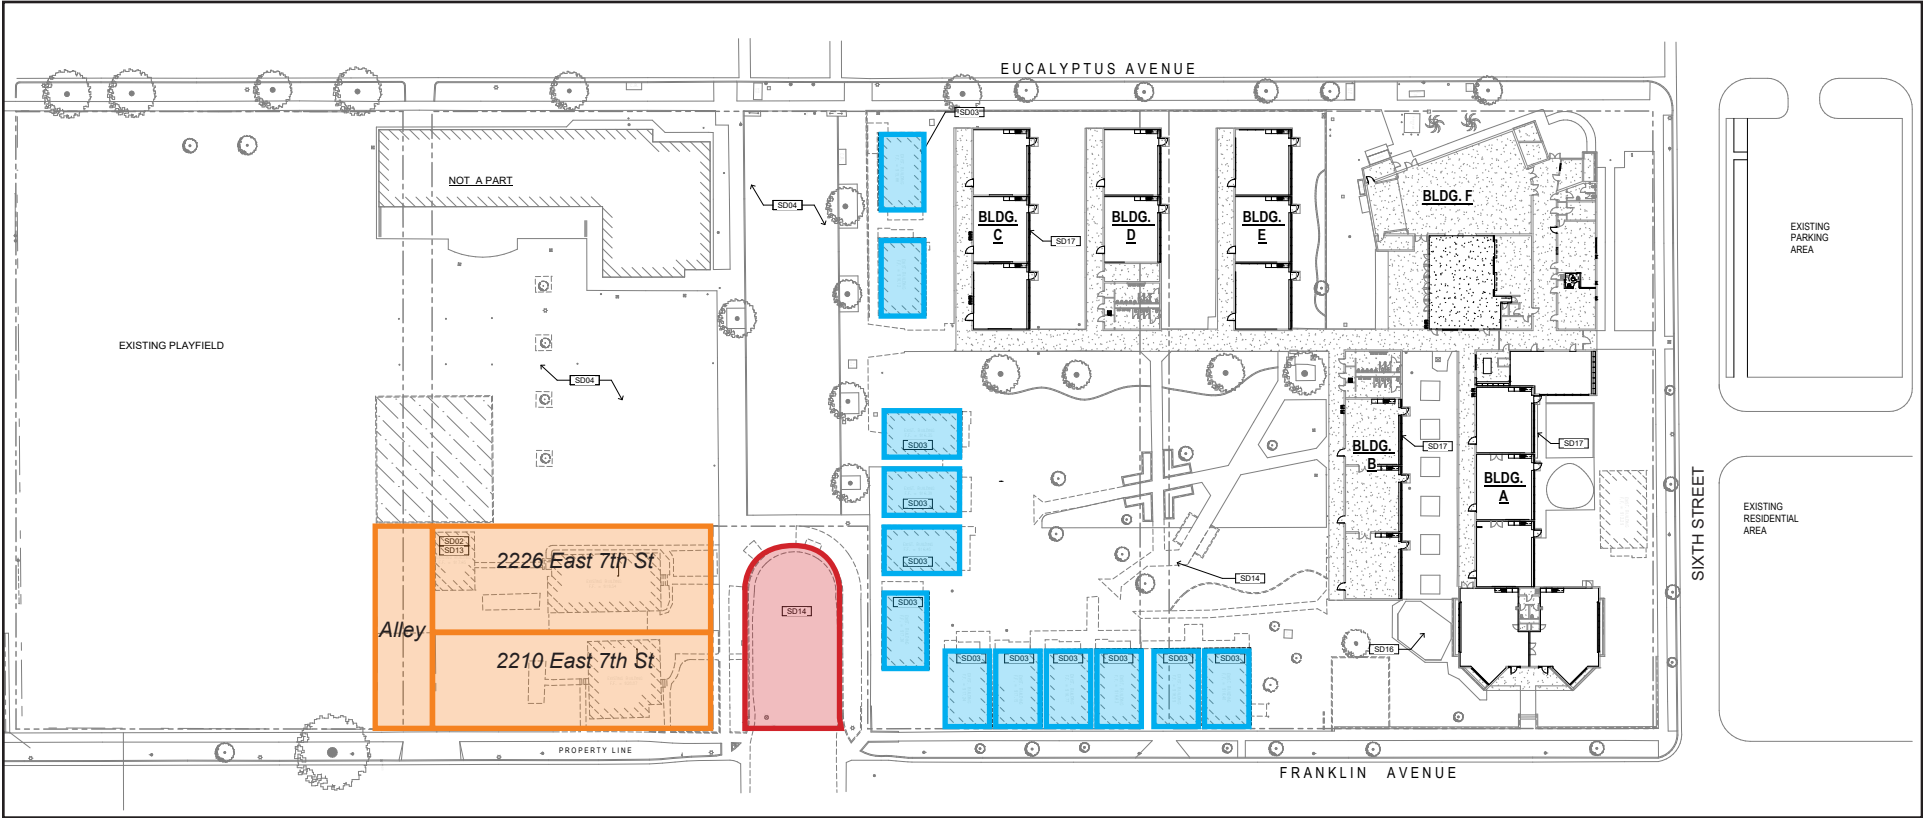 EUCALYPTUS AVENUE
SD03
NOT A PART
SD04
BLDG.
C
SD17
BLDG.
D
BLDG.
E
BLDG. F
EXISTING
PARKING
AREA
EXISTING PLAYFIELD
SD04
SD03
SD03
SD03
SD03
BLDG.
B
SD17
BLDG.
A
SD17
SIXTH STREET
EXISTING
RESIDENTIAL
AREA
SD02
SD13
2226 East 7th St
Alley
2210 East 7th St
SD14
SD14
SD16
SD03
SD03
SD03
SD03
SD03
SD03
PROPERTY LINE
FRANKLIN AVENUE